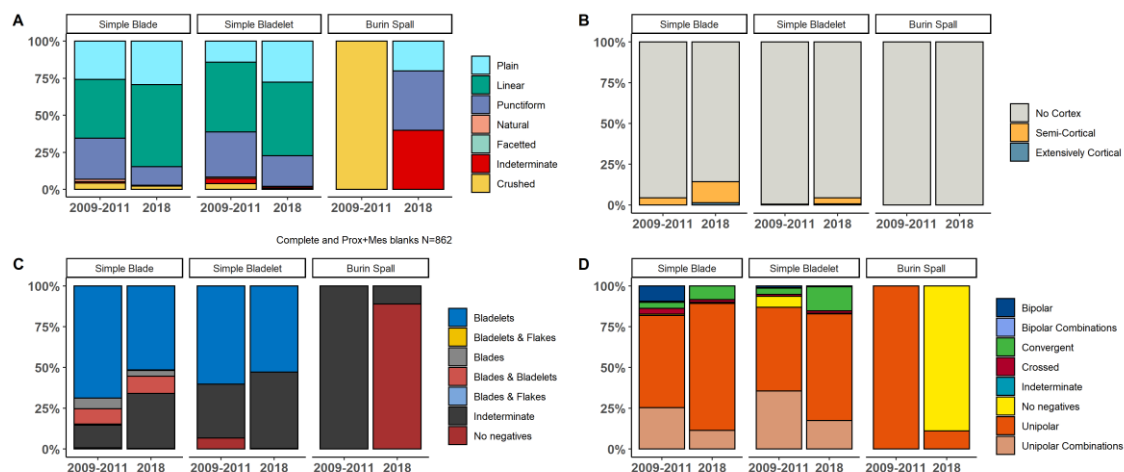 A
Simple Blade
Simple Bladelet
Burin Spall
100%
75%
50%
25%
0%
2009-2011
2018
2009-2011
2018
2009-2011
2018
Plain
Linear
Punctiform
Natural
Facetted
Indeterminate
Crushed
Complete and Prox+Mes blanks N=862
B
Simple Blade
Simple Bladelet
Burin Spall
100%
75%
50%
25%
0%
2009-2011
2018
2009-2011
2018
2009-2011
2018
No Cortex
Semi-Cortical
Extensively Cortical
C
Simple Blade
Simple Bladelet
Burin Spall
100%
75%
50%
25%
0%
2009-2011
2018
2009-2011
2018
2009-2011
2018
Bladelets
Bladelets & Flakes
Blades
Blades & Bladelets
Blades & Flakes
Indeterminate
No negatives
D
Simple Blade
Simple Bladelet
Burin Spall
100%
75%
50%
25%
0%
2009-2011
2018
2009-2011
2018
2009-2011
2018
Bipolar
Bipolar Combinations
Convergent
Crossed
Indeterminate
No negatives
Unipolar
Unipolar Combinations